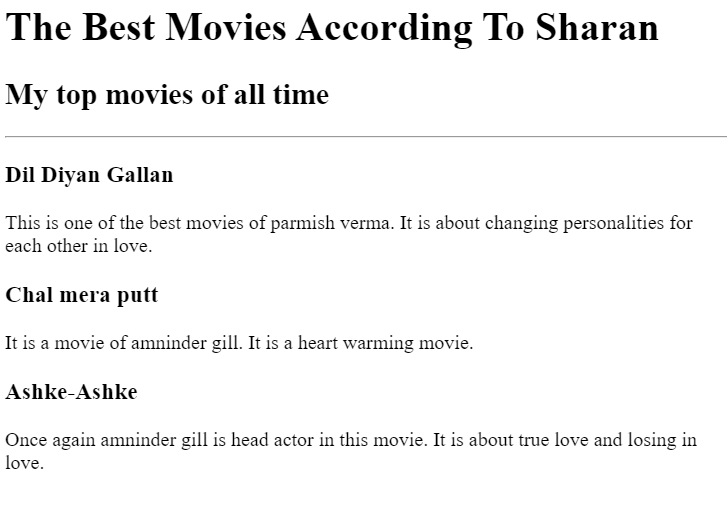 The Best Movies According To Sharan
My top movies of all time
Dil Diyan Gallan
This is one of the best movies of parmish verma. It is about changing personalities for
each other in love.
Chal mera putt
It is a movie of amninder gill. It is a heart warming movie.
Ashke-Ashke
Once again amninder gill is head actor in this movie. It is about true love and losing in
love.